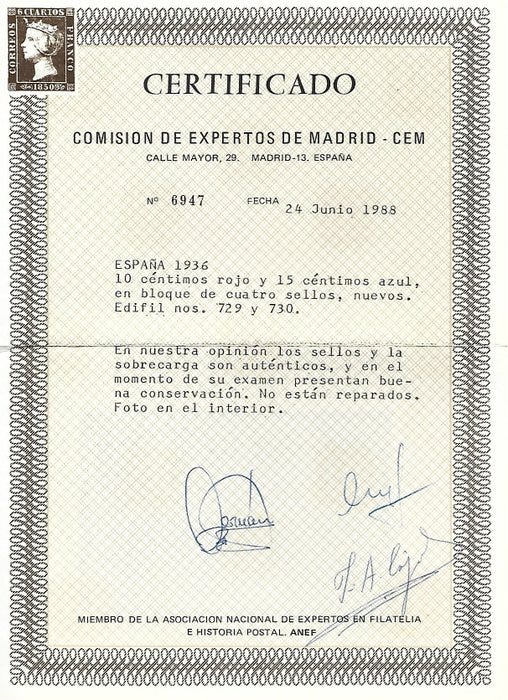 6 CUARTOS
CORREOS
FRANCO
1850
CERTIFICADO
COMISION DE EXPERTOS DE MADRID - CEM
CALLE MAYOR, 29. MADRID-13. ESPAÑA
Nº 6947 FECHA 24 Junio 1988
ESPAÑA 1936
10 céntimos rojo y 15 céntimos azul,
en bloque de cuatro sellos, nuevos.
Edifil nos. 729 y 730.
En nuestra opinión los sellos y la
sobrecarga son auténticos, y en el
momento de su examen presentan bue-
na conservación. No están reparados.
Foto en el interior.
MIEMBRO DE LA ASOCIACION NACIONAL DE EXPERTOS EN FILATELIA
E HISTORIA POSTAL. ANEF